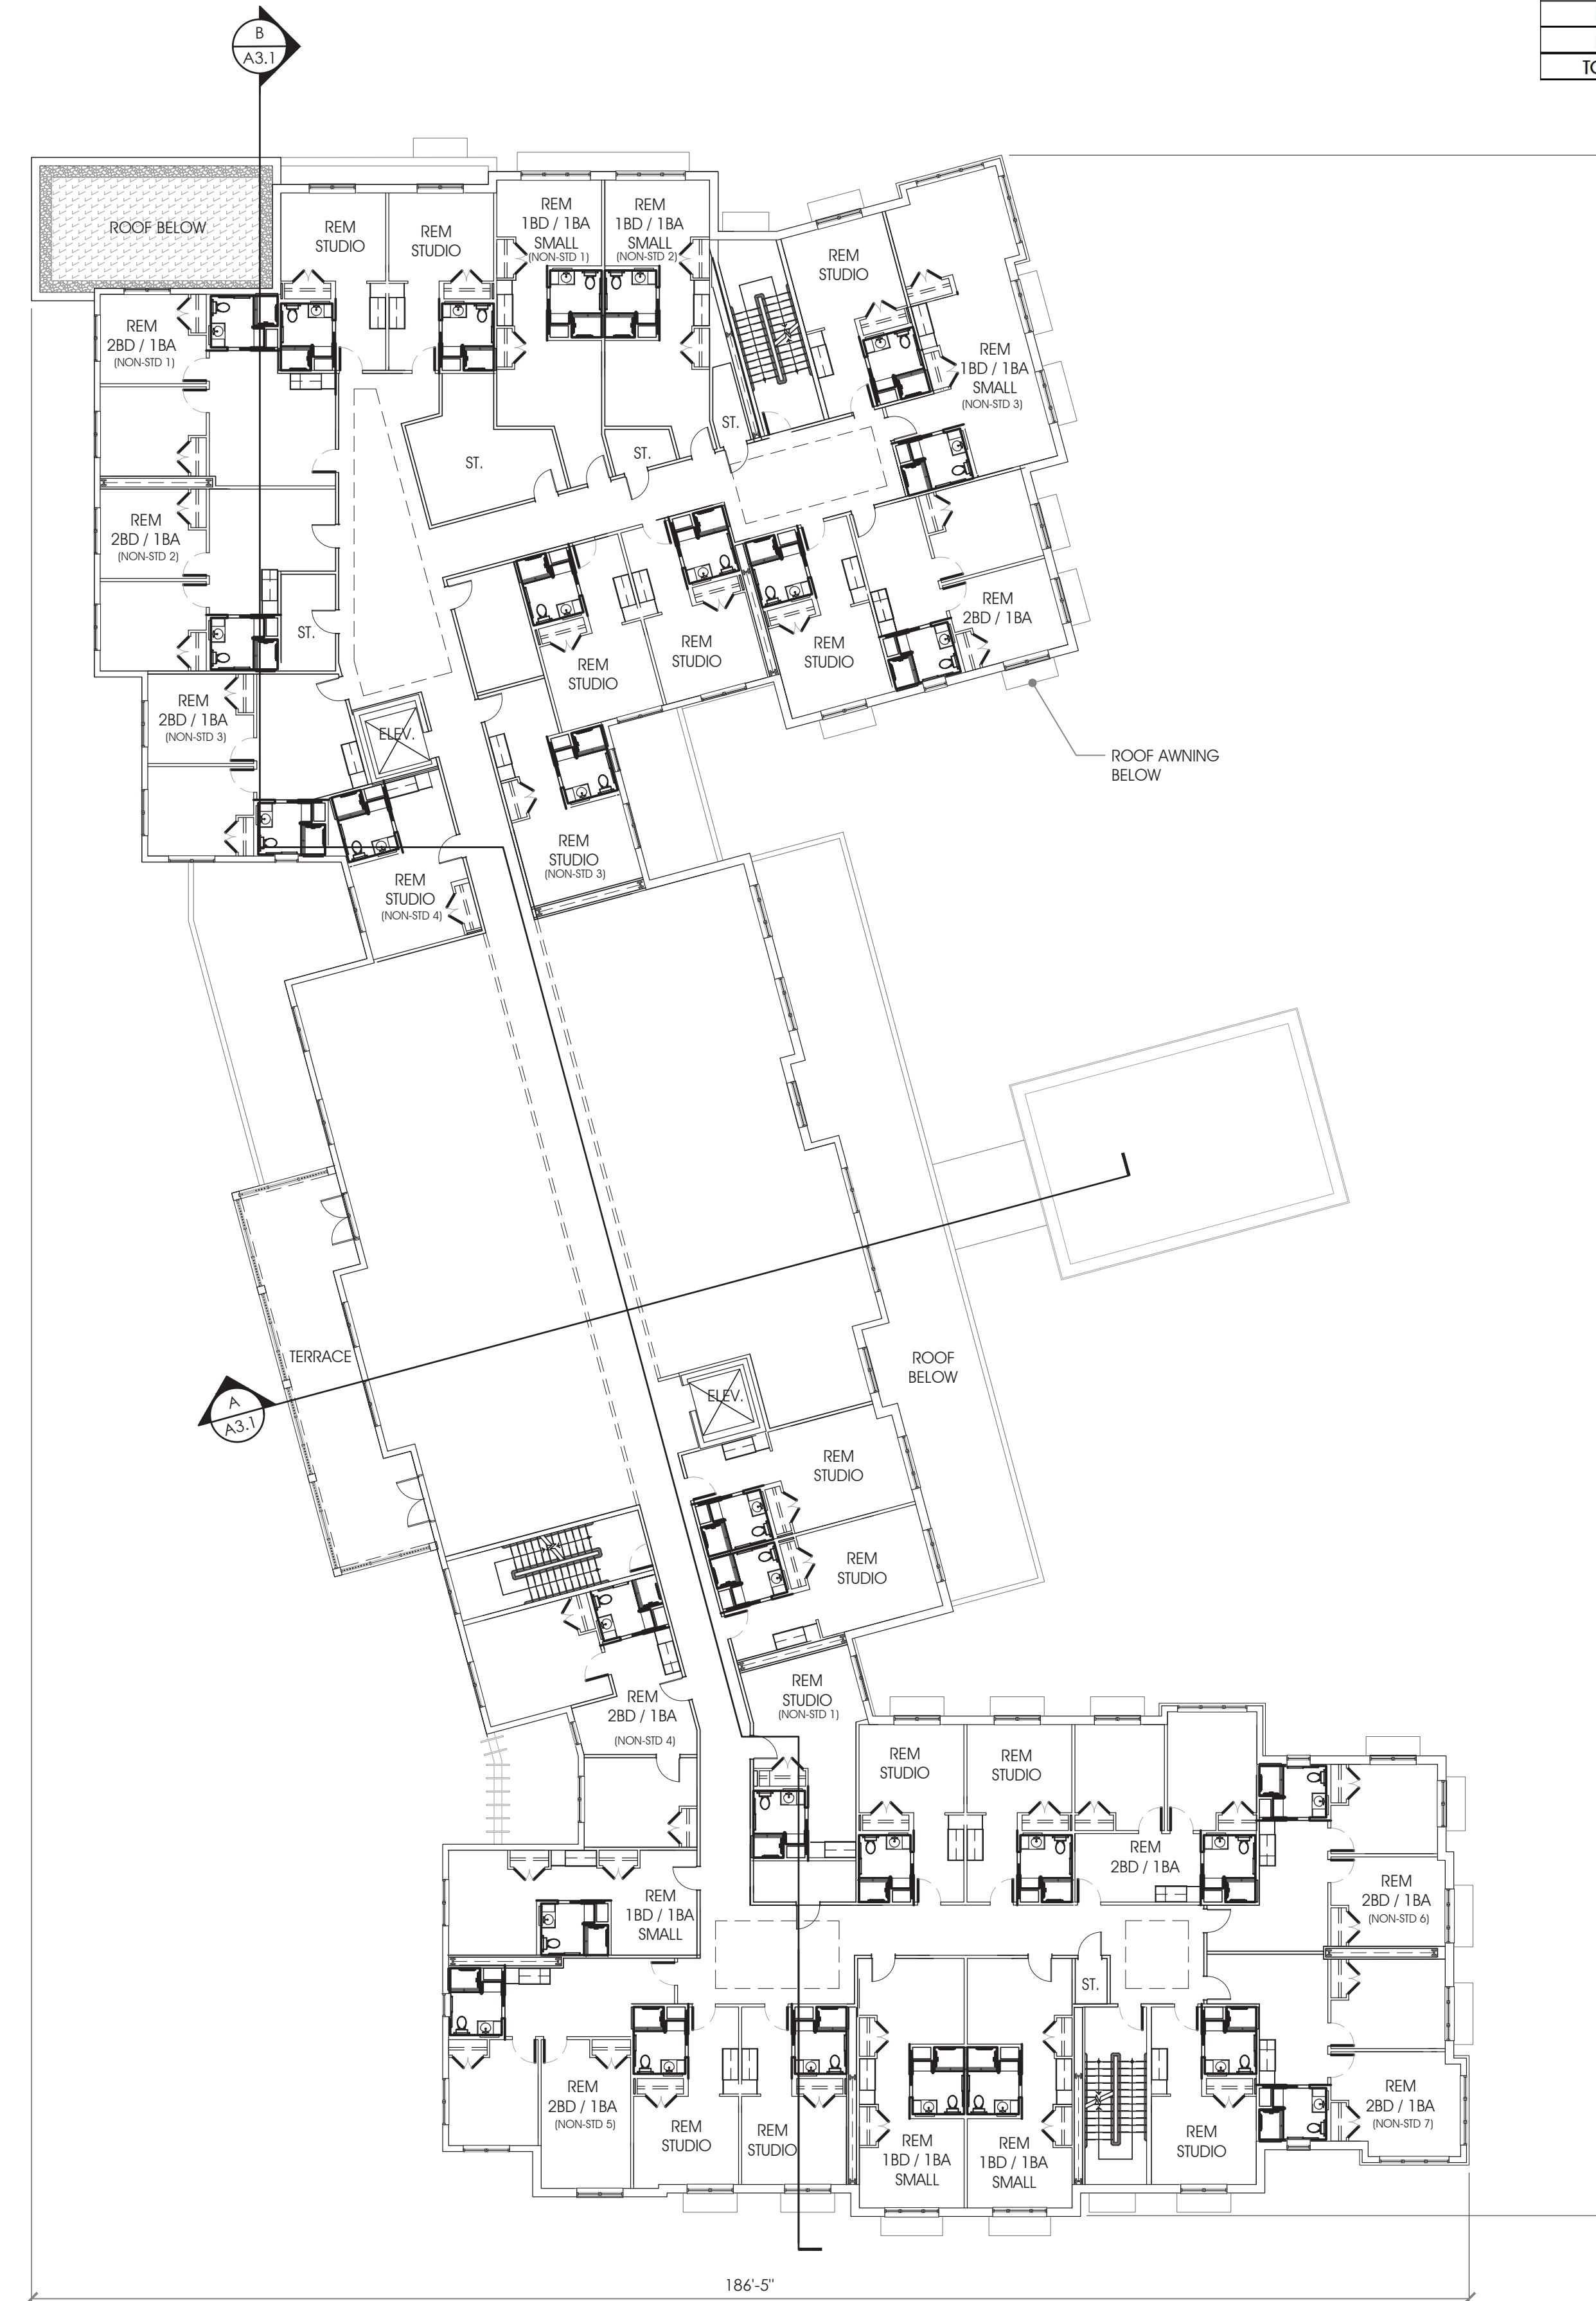 B
A3.1
TO
ROOF BELOW
REM
STUDIO
REM
STUDIO
REM
1BD / 1BA
SMALL
(NON-STD 1)
REM
1BD / 1BA
SMALL
(NON-STD 2)
REM
STUDIO
REM
1BD / 1BA
SMALL
(NON-STD 3)
REM
2BD / 1BA
(NON-STD 1)
ST.
ST.
ST.
REM
2BD / 1BA
(NON-STD 2)
ST.
REM
STUDIO
REM
STUDIO
REM
STUDIO
REM
2BD / 1BA
REM
2BD / 1BA
(NON-STD 3)
ELEV.
ROOF AWNING
BELOW
REM
STUDIO
(NON-STD 3)
REM
STUDIO
(NON-STD 4)
TERRACE
ROOF
BELOW
A
A3.1
ELEV.
REM
STUDIO
REM
STUDIO
REM
STUDIO
(NON-STD 1)
REM
2BD / 1BA
(NON-STD 4)
REM
STUDIO
REM
STUDIO
REM
2BD / 1BA
REM
2BD / 1BA
(NON-STD 6)
REM
1BD / 1BA
SMALL
ST.
REM
2BD / 1BA
(NON-STD 5)
REM
STUDIO
REM
STUDIO
REM
1BD / 1BA
SMALL
REM
1BD / 1BA
SMALL
REM
STUDIO
REM
2BD / 1BA
(NON-STD 7)
186'-5"